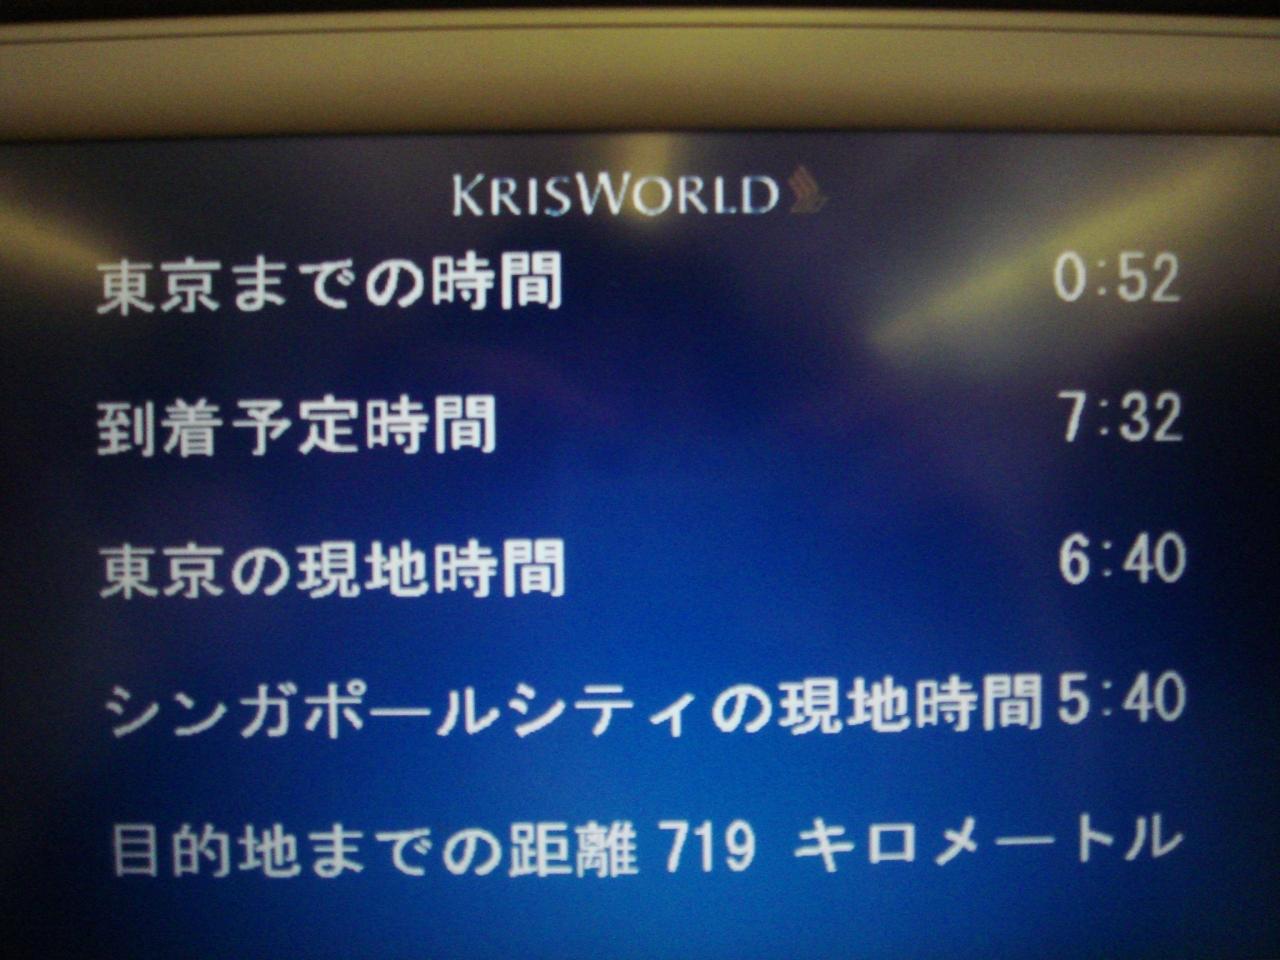 KRISWORLD
東京までの時間 0:52
到着予定時間 7:32
東京の現地時間 6:40
シンガポールシティの現地時間 5:40
目的地までの距離 719 キロメートル